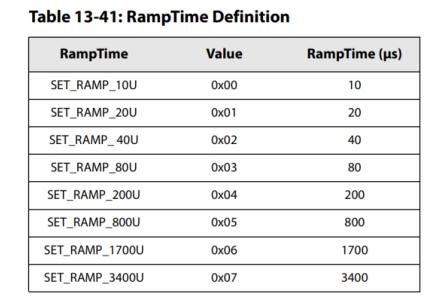 Table 13-41: RampTime Definition
RampTime Value RampTime (µs)
SET_RAMP_10U 0x00 10
SET_RAMP_20U 0x01 20
SET_RAMP_ 40U 0x02 40
SET_RAMP_80U 0x03 80
SET_RAMP_200U 0x04 200
SET_RAMP_800U 0x05 800
SET_RAMP_1700U 0x06 1700
SET_RAMP_3400U 0x07 3400